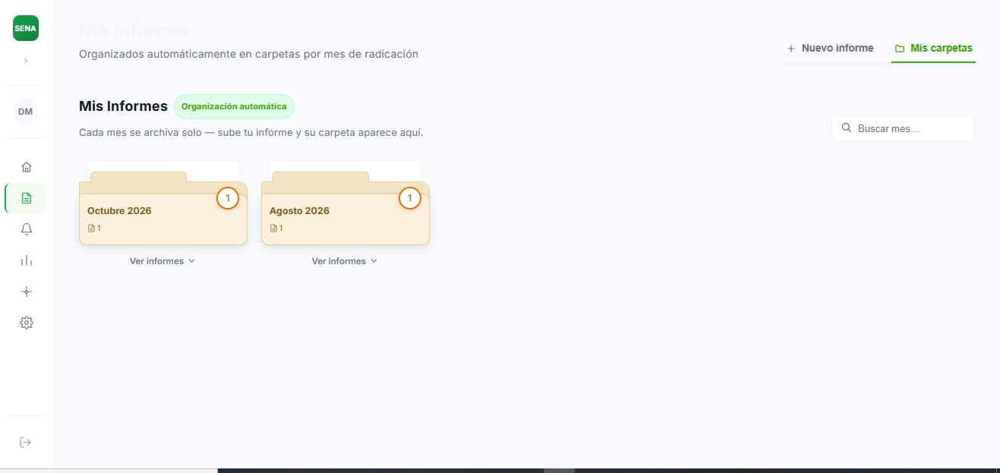 SENA
Mis Informes
Organizados automáticamente en carpetas por mes de radicación
+ Nuevo informe
Mis carpetas
DM
Mis Informes
Organización automática
Cada mes se archiva solo — sube tu informe y su carpeta aparece aquí.
Buscar mes...
Octubre 2026
1
1
Ver informes
Agosto 2026
1
1
Ver informes